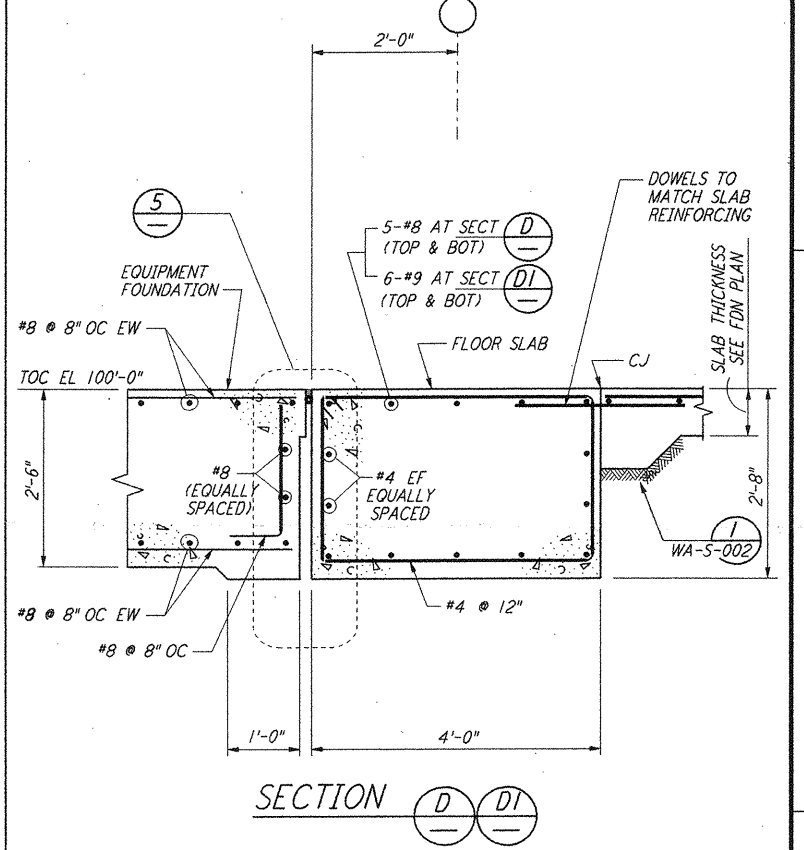 2'-0"
5
5-#8 AT SECT D
(TOP & BOT)
6-#9 AT SECT D1
(TOP & BOT)
DOWELS TO
MATCH SLAB
REINFORCING
EQUIPMENT
FOUNDATION
#8 @ 8" OC EW
FLOOR SLAB
CJ
SLAB THICKNESS
SEE FDN PLAN
TOC EL 100'-0"
2'-6"
#8
(EQUALLY
SPACED)
#4 EF
EQUALLY
SPACED
2'-8"
1
WA-S-002
#8 @ 8" OC EW
#4 @ 12"
#8 @ 8" OC
1'-0"
4'-0"
SECTION D D1